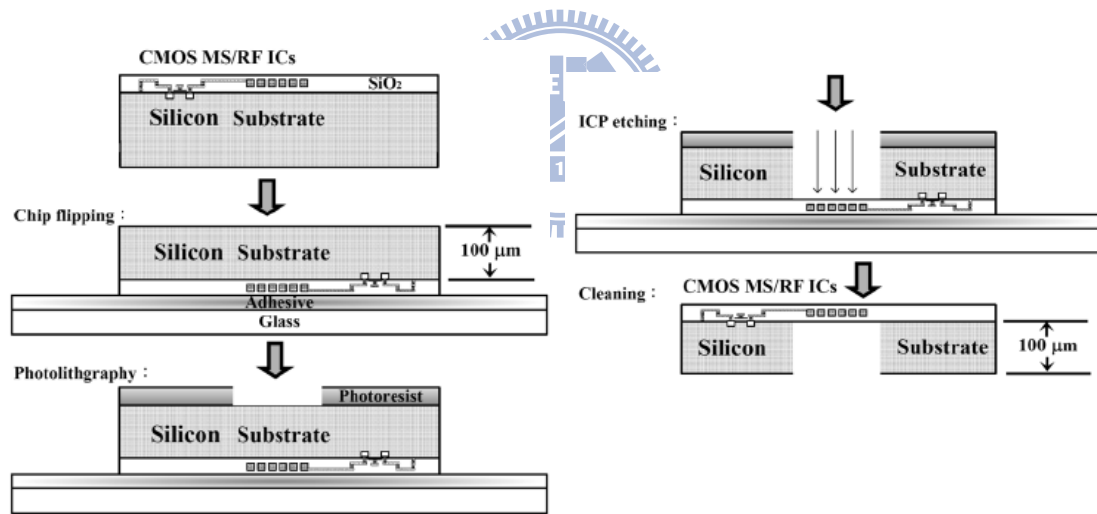 CMOS MS/RF ICs
SiO2
Silicon Substrate
Chip flipping :
Silicon Substrate
100 μm
Adhesive
Glass
Photolithgraphy :
Photoresist
Silicon Substrate
ICP etching :
Silicon
Substrate
Cleaning :
CMOS MS/RF ICs
Silicon
Substrate
100 μm
E
1